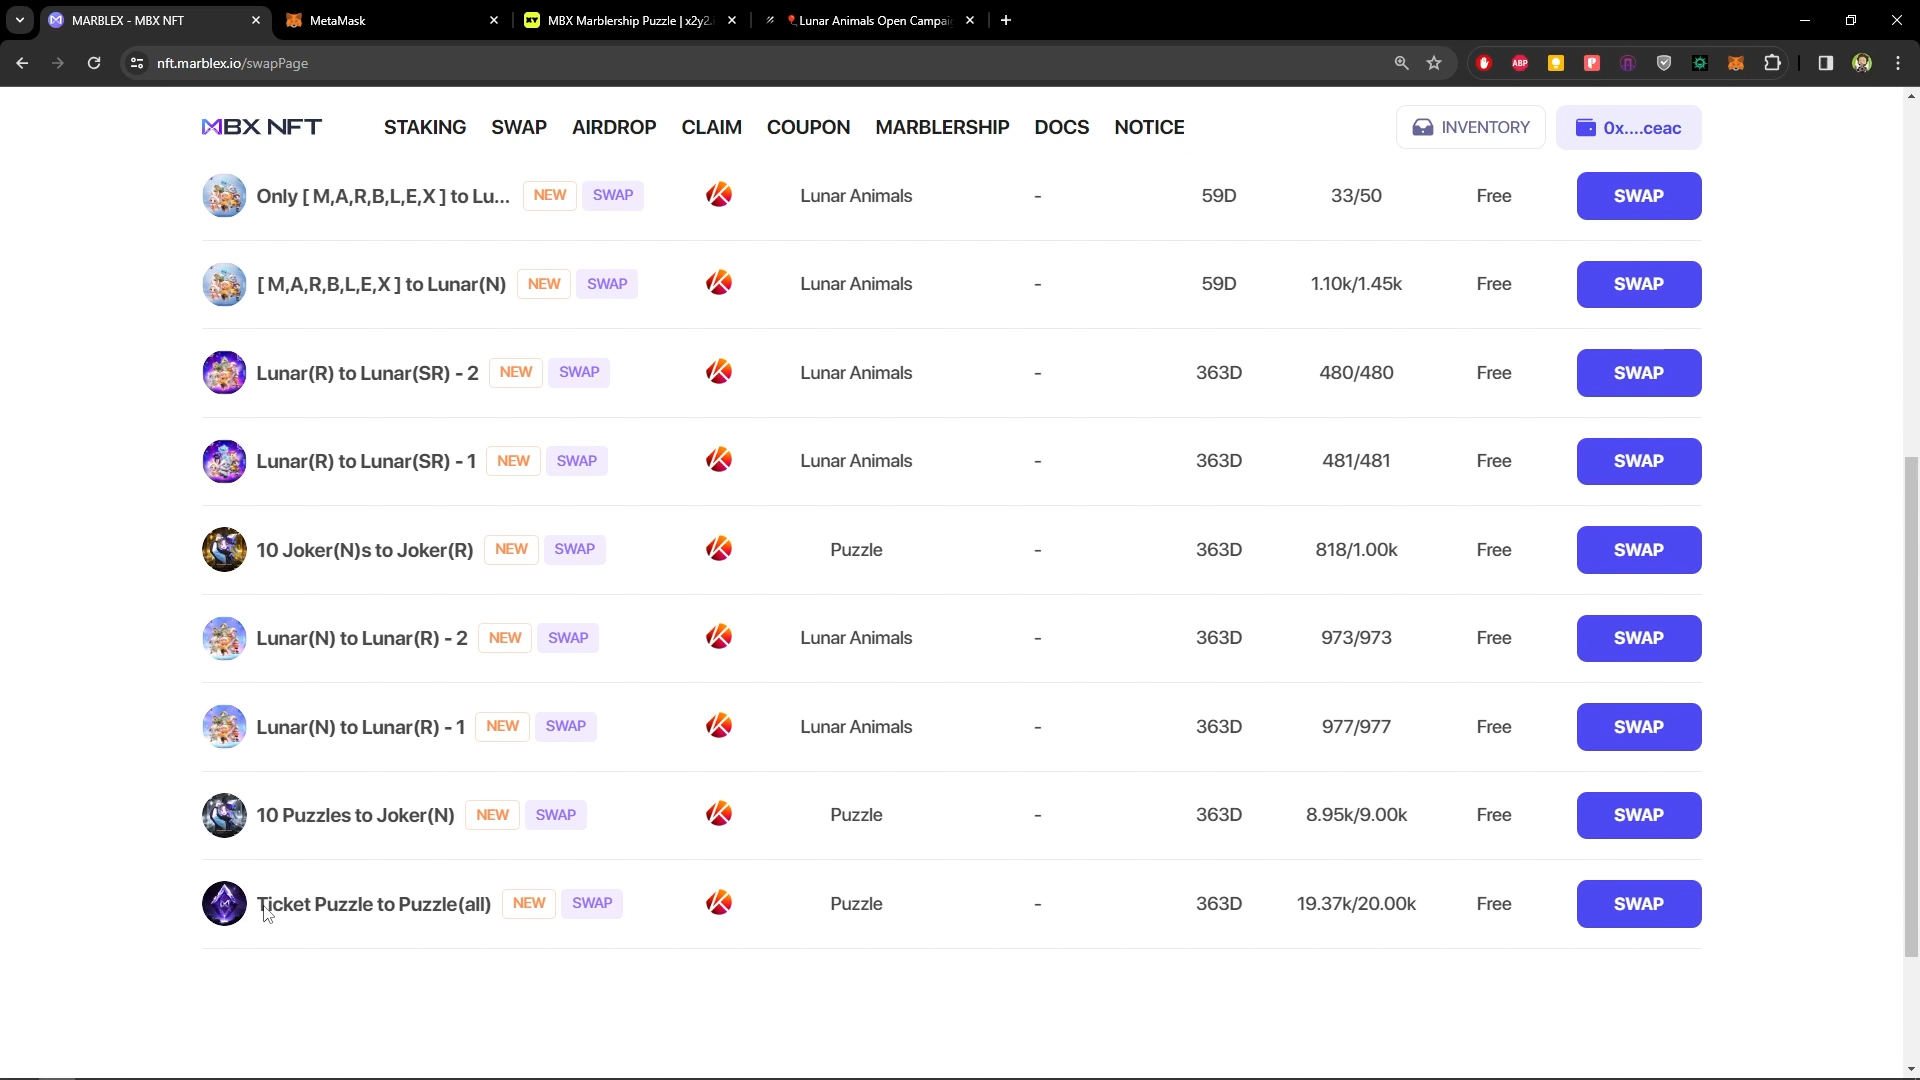 MARBLEX - MBX NFT
MetaMask
MBX Marblership Puzzle | x2y2.
Lunar Animals Open Campai
nft.marblex.io/swapPage
ABP
MBX NFT STAKING SWAP AIRDROP CLAIM COUPON MARBLERSHIP DOCS NOTICE INVENTORY 0x....ceac
Only [ M,A,R,B,L,E,X ] to Lu... NEW SWAP Lunar Animals - 59D 33/50 Free SWAP
[ M,A,R,B,L,E,X ] to Lunar(N) NEW SWAP Lunar Animals - 59D 1.10k/1.45k Free SWAP
Lunar(R) to Lunar(SR) - 2 NEW SWAP Lunar Animals - 363D 480/480 Free SWAP
Lunar(R) to Lunar(SR) - 1 NEW SWAP Lunar Animals - 363D 481/481 Free SWAP
10 Joker(N)s to Joker(R) NEW SWAP Puzzle - 363D 818/1.00k Free SWAP
Lunar(N) to Lunar(R) - 2 NEW SWAP Lunar Animals - 363D 973/973 Free SWAP
Lunar(N) to Lunar(R) - 1 NEW SWAP Lunar Animals - 363D 977/977 Free SWAP
10 Puzzles to Joker(N) NEW SWAP Puzzle - 363D 8.95k/9.00k Free SWAP
Ticket Puzzle to Puzzle(all) NEW SWAP Puzzle - 363D 19.37k/20.00k Free SWAP